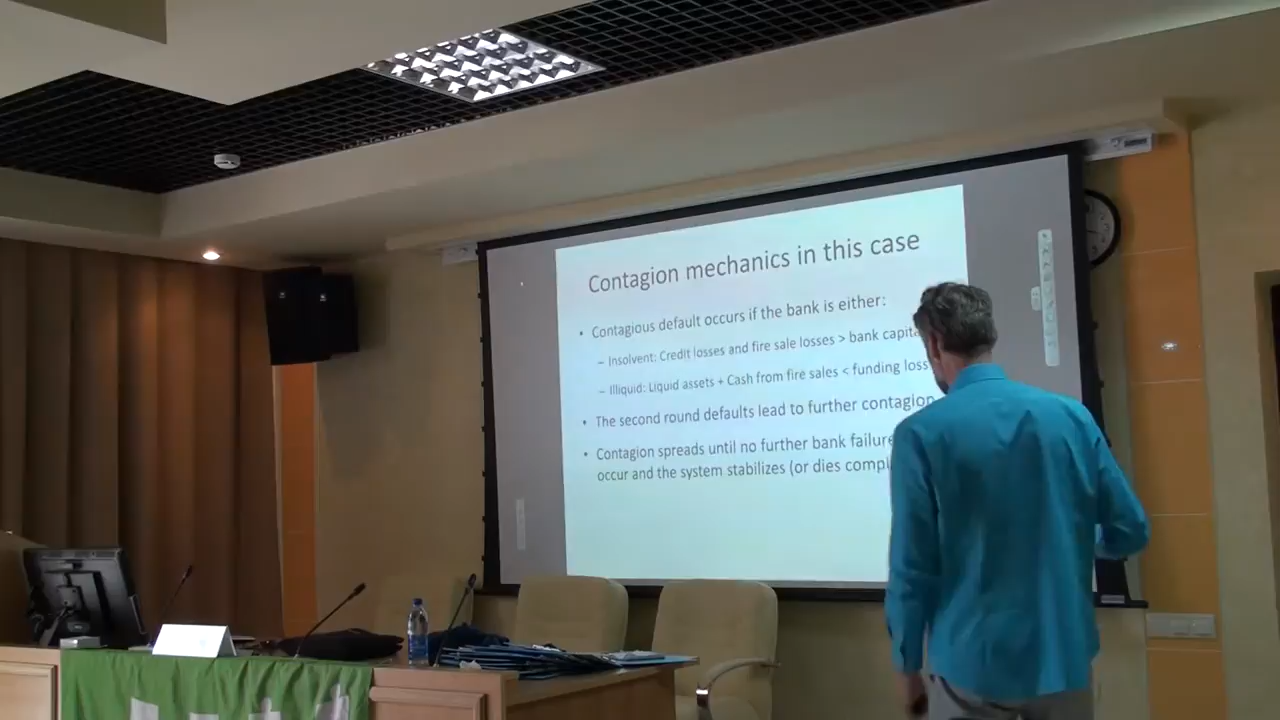 Contagion mechanics in this case
• Contagious default occurs if the bank is either:
– Insolvent: Credit losses and fire sale losses > bank capita
– Illiquid: Liquid assets + Cash from fire sales < funding loss
• The second round defaults lead to further contagion
• Contagion spreads until no further bank failure
occur and the system stabilizes (or dies compl